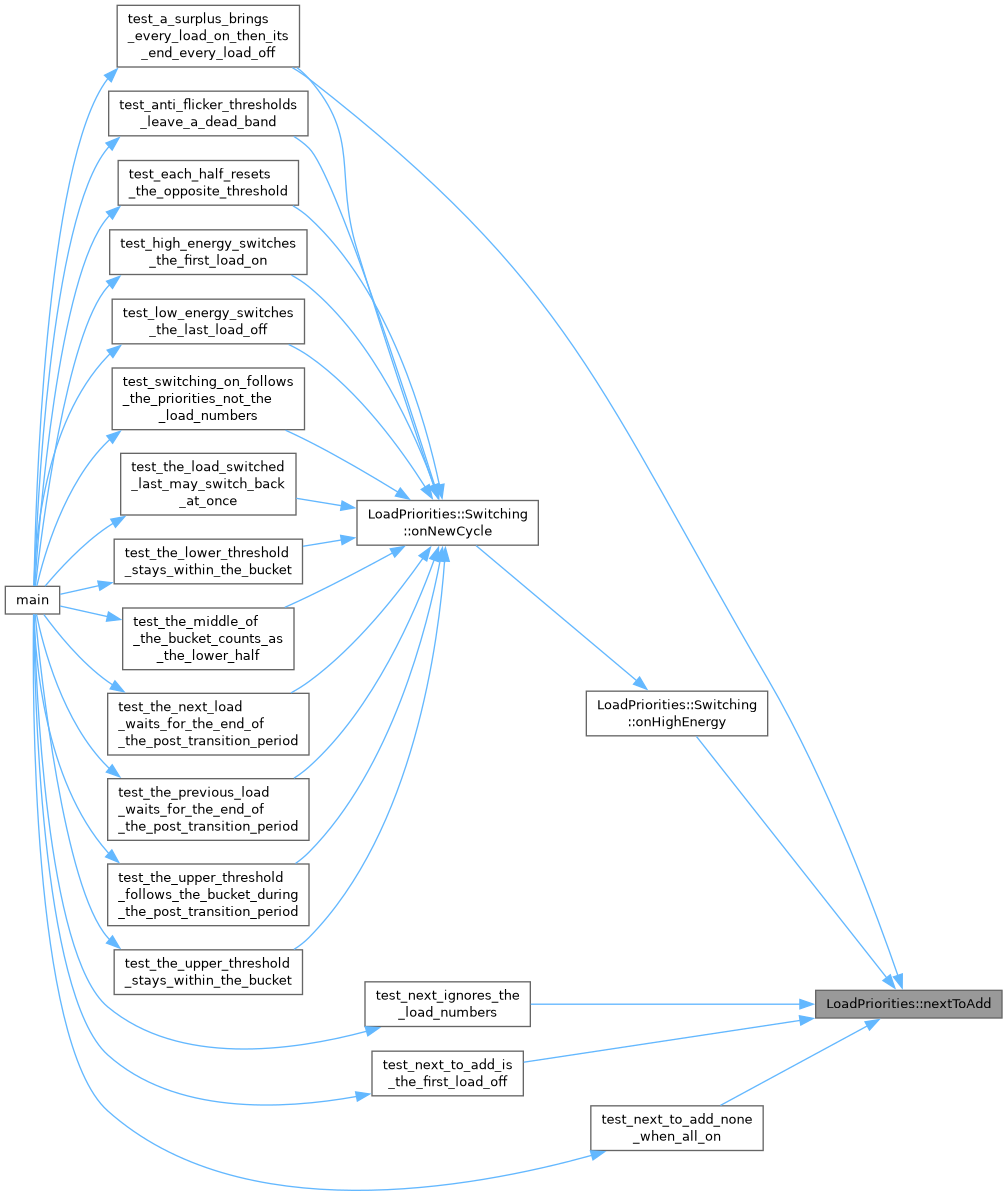 test_a_surplus_brings
_every_load_on_then_its
_end_every_load_off
test_anti_flicker_thresholds
_leave_a_dead_band
test_each_half_resets
_the_opposite_threshold
test_high_energy_switches
_the_first_load_on
test_low_energy_switches
_the_last_load_off
test_switching_on_follows
_the_priorities_not_the
_load_numbers
test_the_load_switched
_last_may_switch_back
_at_once
LoadPriorities::Switching
::onNewCycle
test_the_lower_threshold
_stays_within_the_bucket
main
test_the_middle_of
_the_bucket_counts_as
_the_lower_half
test_the_next_load
_waits_for_the_end_of
_the_post_transition_period
LoadPriorities::Switching
::onHighEnergy
test_the_previous_load
_waits_for_the_end_of
_the_post_transition_period
test_the_upper_threshold
_follows_the_bucket_during
_the_post_transition_period
test_the_upper_threshold
_stays_within_the_bucket
test_next_ignores_the
_load_numbers
LoadPriorities::nextToAdd
test_next_to_add_is
_the_first_load_off
test_next_to_add_none
_when_all_on